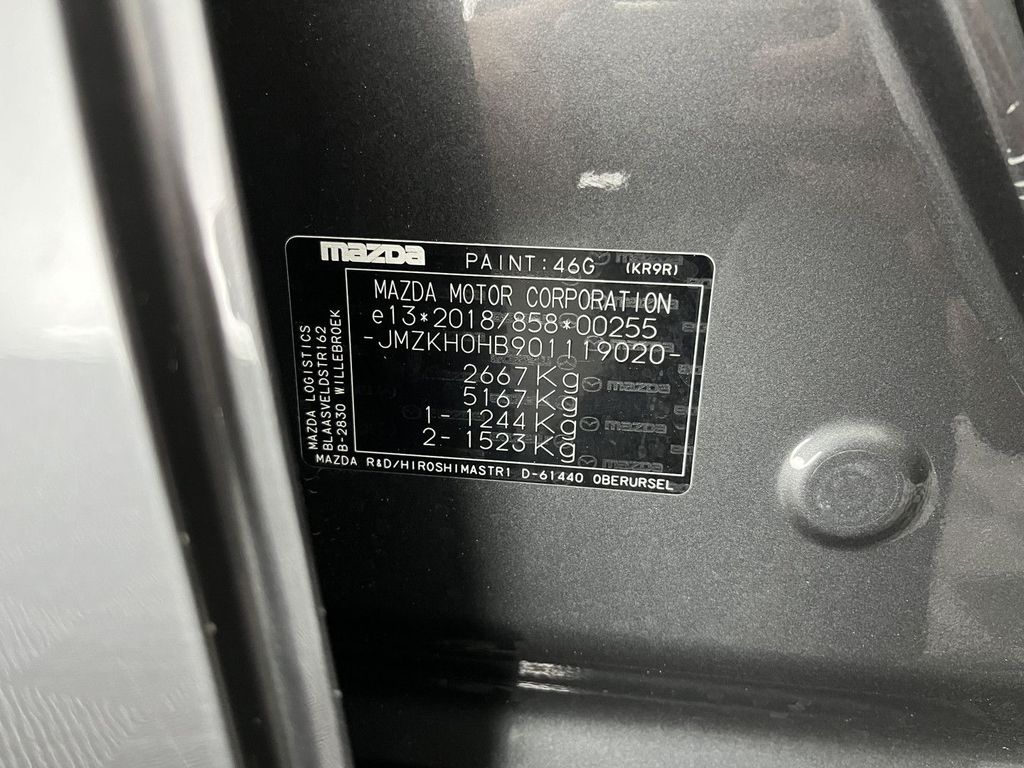 mazda PAINT:46G (KR9R)
MAZDA MOTOR CORPORATION
e13*2018/858*00255
-JMZKH0HB901119020-
2667Kg
5167Kg
1-1244Kg
2-1523Kg
MAZDA LOGISTICS
BLAASVELDSTR162
B-2830 WILLEBROEK
MAZDA R&D/HIROSHIMASTR1 D-61440 OBERURSEL